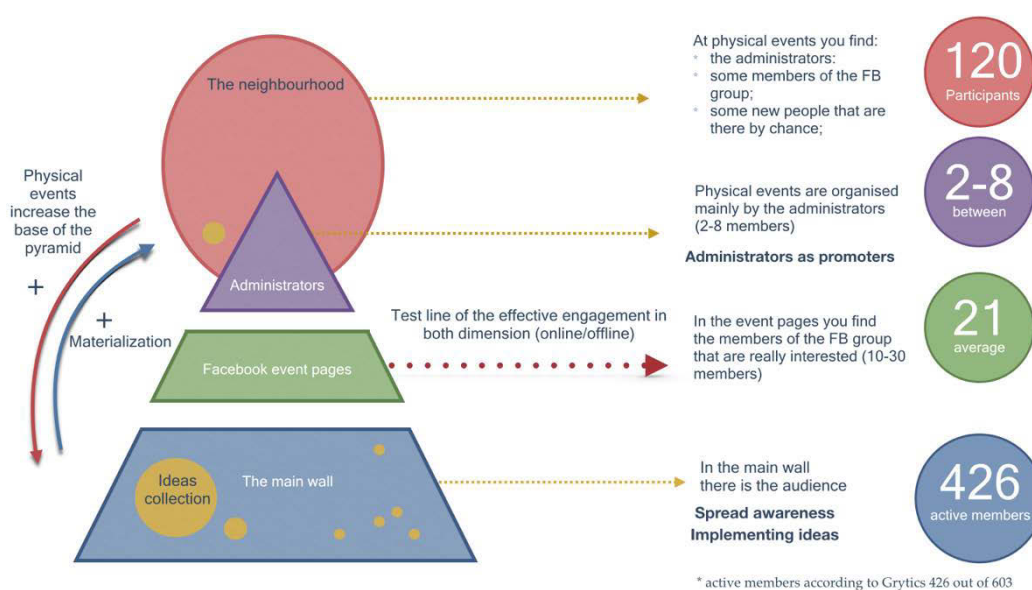 The neighbourhood
Physical
events
increase the
base of the
pyramid
+
+
Materialization
Administrators
Facebook event pages
Ideas
collection
The main wall
Test line of the effective engagement in
both dimension (online/offline)
At physical events you find:
the administrators:
some members of the FB
group;
some new people that are
there by chance;
120
Participants
Physical events are organised
mainly by the administrators
(2-8 members)
Administrators as promoters
2-8
between
In the event pages you find
the members of the FB group
that are really interested (10-30
members)
21
average
In the main wall
there is the audience
Spread awareness
Implementing ideas
426
active members
* active members according to Grytics 426 out of 603